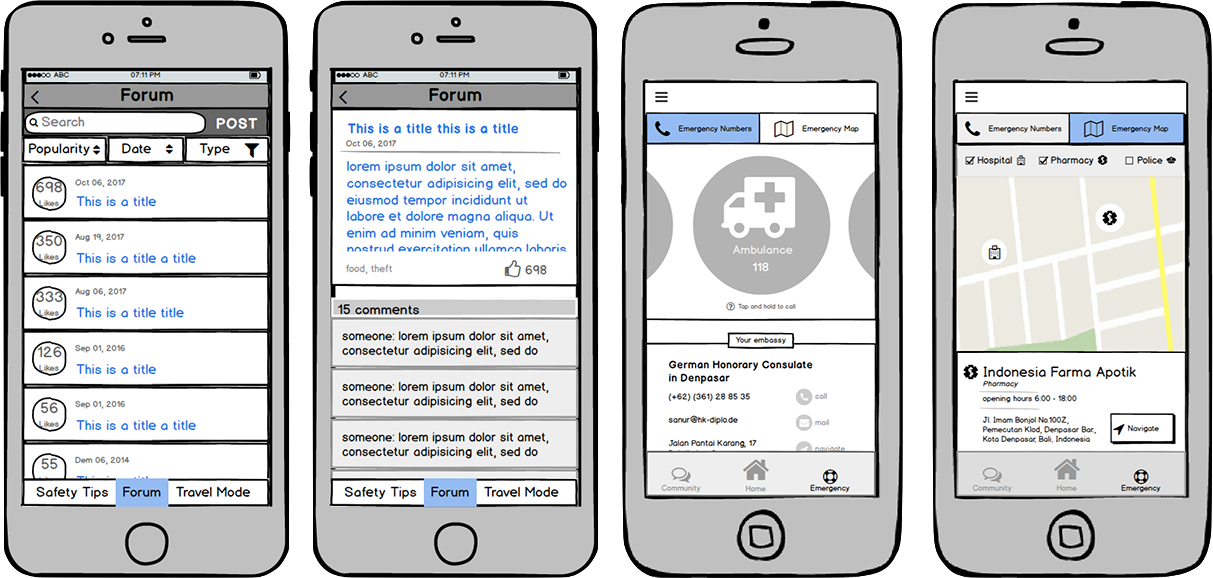 ●●●○○ ABC 07:11 PM
Forum
Search POST
Popularity Date Type
698 Likes
Oct 06, 2017
This is a title
350 Likes
Aug 19, 2017
This is a title a title
333 Likes
Aug 06, 2017
This is a title title
126 Likes
Sep 01, 2016
This is a title
56 Likes
Sep 01, 2016
This is a title a title
55 Likes
Dem 06, 2014
This is a title
Safety Tips Forum Travel Mode
●●●○○ ABC 07:11 PM
Forum
This is a title this is a title
Oct 06, 2017
lorem ipsum dolor sit amet,
consectetur adipisicing elit, sed do
eiusmod tempor incididunt ut
labore et dolore magna aliqua. Ut
enim ad minim veniam, quis
nostrud exercitation ullamco laboris
food, theft 698
15 comments
someone: lorem ipsum dolor sit amet,
consectetur adipisicing elit, sed do
someone: lorem ipsum dolor sit amet,
consectetur adipisicing elit, sed do
someone: lorem ipsum dolor sit amet,
consectetur adipisicing elit, sed do
Safety Tips Forum Travel Mode
Emergency Numbers Emergency Map
Ambulance
118
Tap and hold to call
Your embassy
German Honorary Consulate
in Denpasar
(+62) (361) 28 85 35 call
sanur@hk-diplo.de mail
Jalan Pantai Karang, 17 navigate
Community Home Emergency
Emergency Numbers Emergency Map
Hospital Pharmacy Police
Indonesia Farma Apotik
Pharmacy
opening hours 6:00 - 18:00
Jl. Imam Bonjol No.100Z,
Pemecutan Klod, Denpasar Bar.,
Kota Denpasar, Bali, Indonesia
Navigate
Community Home Emergency